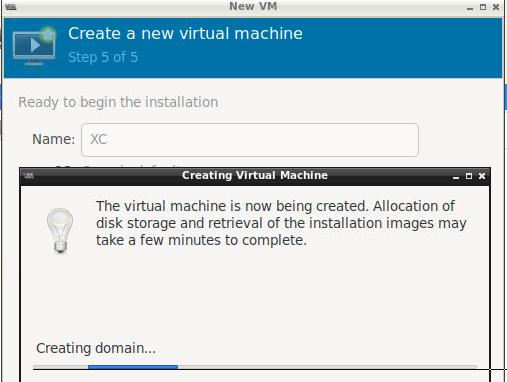 New VM
Create a new virtual machine
Step 5 of 5
Ready to begin the installation
Name: XC
Creating Virtual Machine
The virtual machine is now being created. Allocation of
disk storage and retrieval of the installation images may
take a few minutes to complete.
Creating domain...